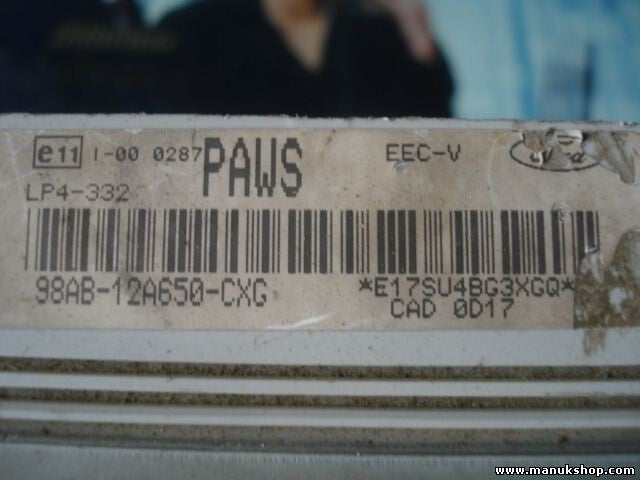 e11 I-00 0287 PAWS EEC-V
LP4-332
98AB-12A650-CXG *E17SU4BG3XGQ*
CAD 0D17
www.manukshop.com